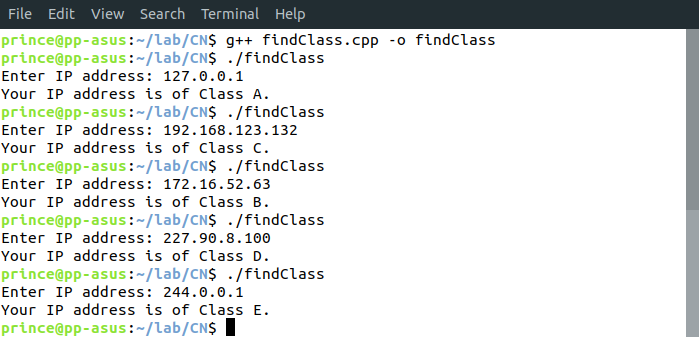 File Edit View Search Terminal Help
prince@pp-asus:~/lab/CN$ g++ findClass.cpp -o findClass
prince@pp-asus:~/lab/CN$ ./findClass
Enter IP address: 127.0.0.1
Your IP address is of Class A.
prince@pp-asus:~/lab/CN$ ./findClass
Enter IP address: 192.168.123.132
Your IP address is of Class C.
prince@pp-asus:~/lab/CN$ ./findClass
Enter IP address: 172.16.52.63
Your IP address is of Class B.
prince@pp-asus:~/lab/CN$ ./findClass
Enter IP address: 227.90.8.100
Your IP address is of Class D.
prince@pp-asus:~/lab/CN$ ./findClass
Enter IP address: 244.0.0.1
Your IP address is of Class E.
prince@pp-asus:~/lab/CN$